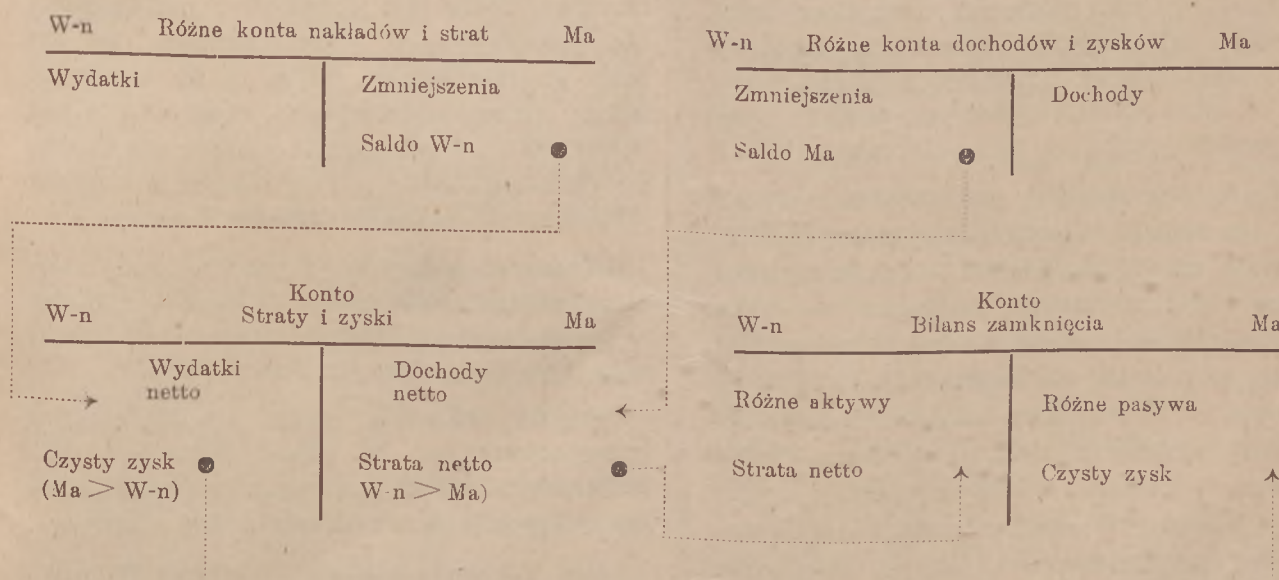 W-n Różne konta nakładów i strat Ma
Wydatki Zmniejszenia
Saldo W-n
W-n Różne konta dochodów i zysków Ma
Zmniejszenia Dochody
Saldo Ma
Konto
W-n Straty i zyski Ma
Wydatki Dochody
netto netto
Czysty zysk Strata netto
(Ma > W-n) W-n > Ma)
Konto
W-n Bilans zamknięcia Ma
Różne aktywy Różne pasywa
Strata netto Czysty zysk